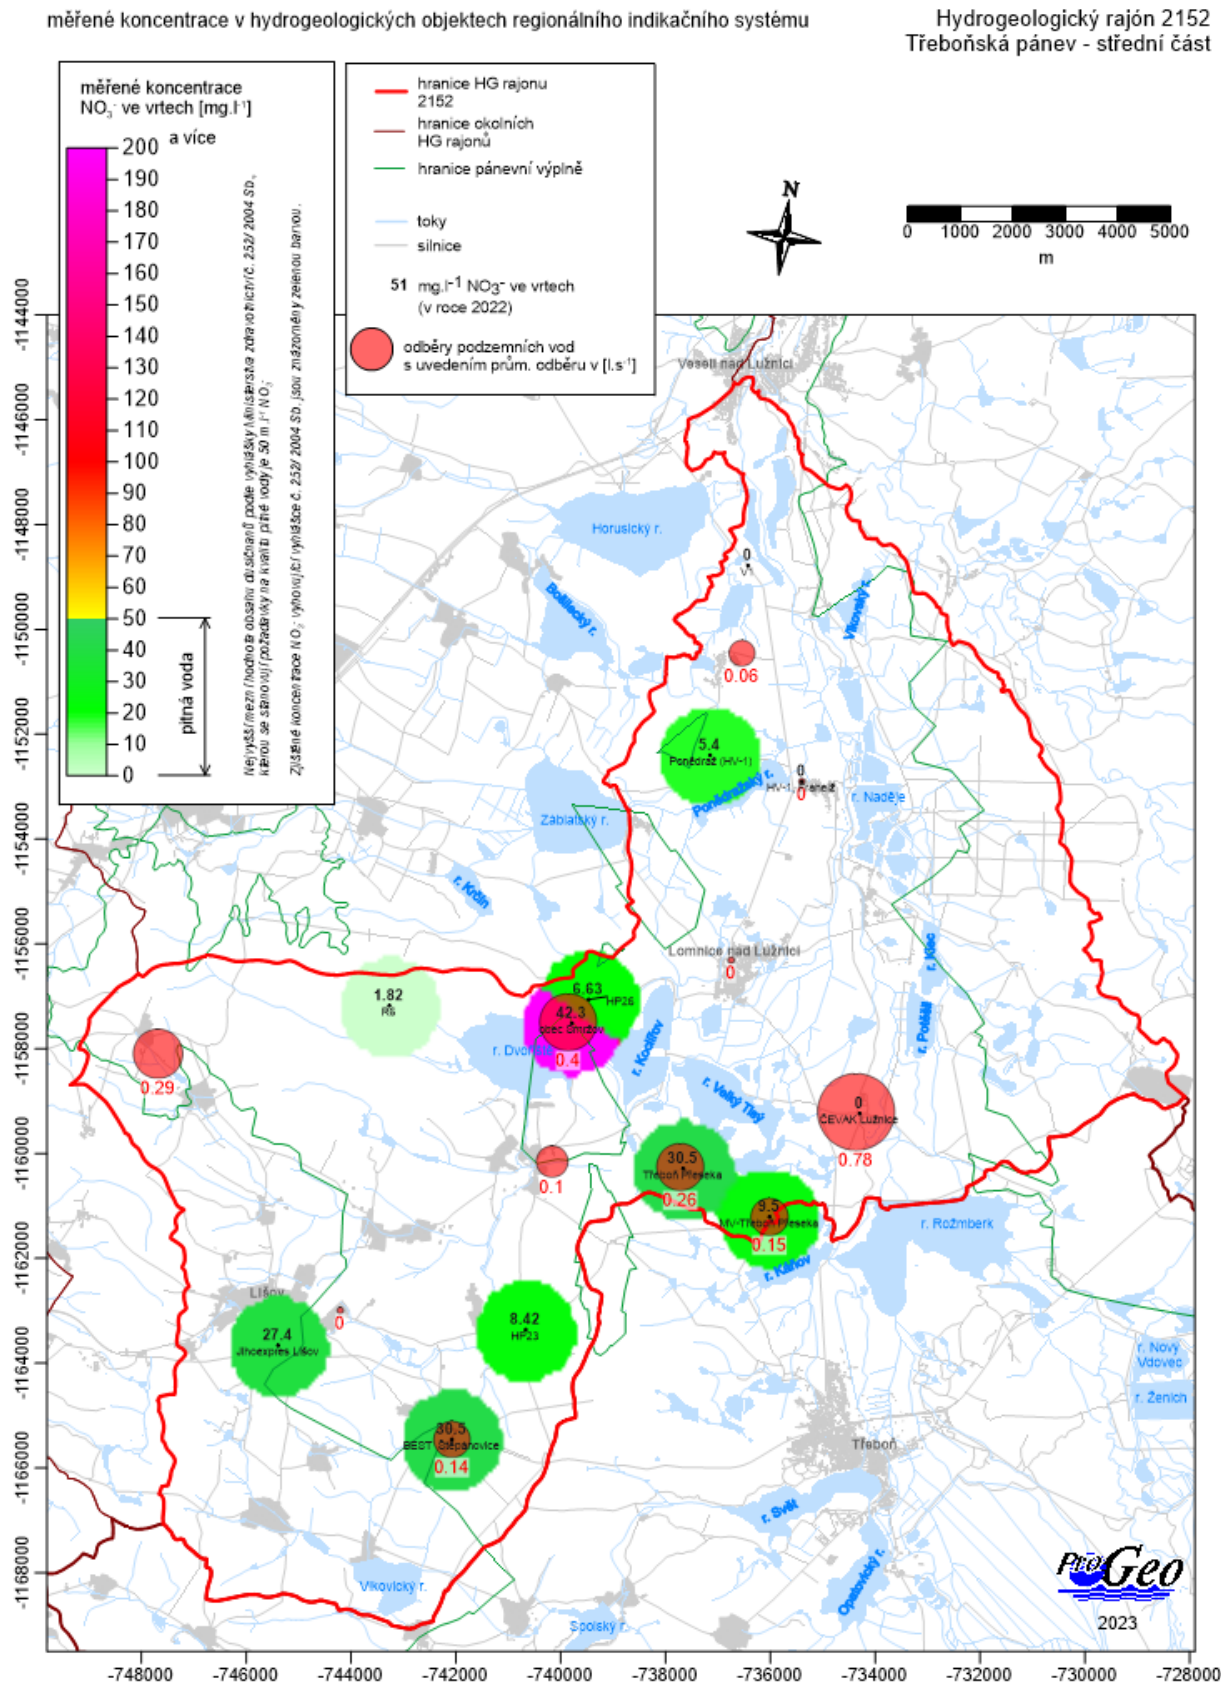 měřené koncentrace v hydrogeologických objektech regionálního indikačního systému
Hydrogeologický rajón 2152
Třeboňská pánev - střední část
měřené koncentrace
NO₃⁻ ve vrtech [mg.l⁻¹]
200 a více
190
180
170
160
150
140
130
120
110
100
90
80
70
60
50
40
30
20
10
0
pitná voda
Nejvyšší mezní hodnota obsahu dusičnanů podle vyhlášky Ministerstva zdravotnictví č. 252/ 2004 Sb.,
kterou se stanovují požadavky na kvalitu pitné vody je 50 m.l⁻¹ NO₃⁻
Zjištěné koncentrace NO₃⁻ vyhovující vyhlášce č. 252/ 2004 Sb. jsou znázorněny zelenou barvou.
hranice HG rajonu
2152
hranice okolních
HG rajonů
hranice pánevní výplně
toky
silnice
51 mg.l⁻¹ NO₃⁻ ve vrtech
(v roce 2022)
odběry podzemních vod
s uvedením prům. odběru v [l.s⁻¹]
N
0 1000 2000 3000 4000 5000
m
-1144000
-1146000
-1148000
-1150000
-1152000
-1154000
-1156000
-1158000
-1160000
-1162000
-1164000
-1166000
-1168000
Veselí nad Lužnicí
Horusický r.
0
V1
Bošilecký r.
Vlkovský r.
0.06
5.4
Ponědraž (HV-1)
Ponědražský r.
0
0
r. Naděje
Záblatský r.
r. Krčín
Lomnice nad Lužnicí
0
r. Klec
r. Potěšil
1.82
R6
6.63
HP26
42.3
0.4
r. Koclířov
r. Velký Tisý
0.29
0
ČEVAK Lužnice
0.78
0.1
30.5
Třeboň Přeseka
0.26
9.5
MV-Třeboň Přeseka
0.15
r. Káňov
r. Rožmberk
Lišov
0
27.4
Jihoexpres Lišov
8.42
HP23
30.5
BEST Štěpánovice
0.14
r. Nový
Vdovec
r. Ženich
Třeboň
r. Svět
Opatovický r.
Vlkovický r.
Spolský r.
ProGeo
2023
-748000
-746000
-744000
-742000
-740000
-738000
-736000
-734000
-732000
-730000
-728000